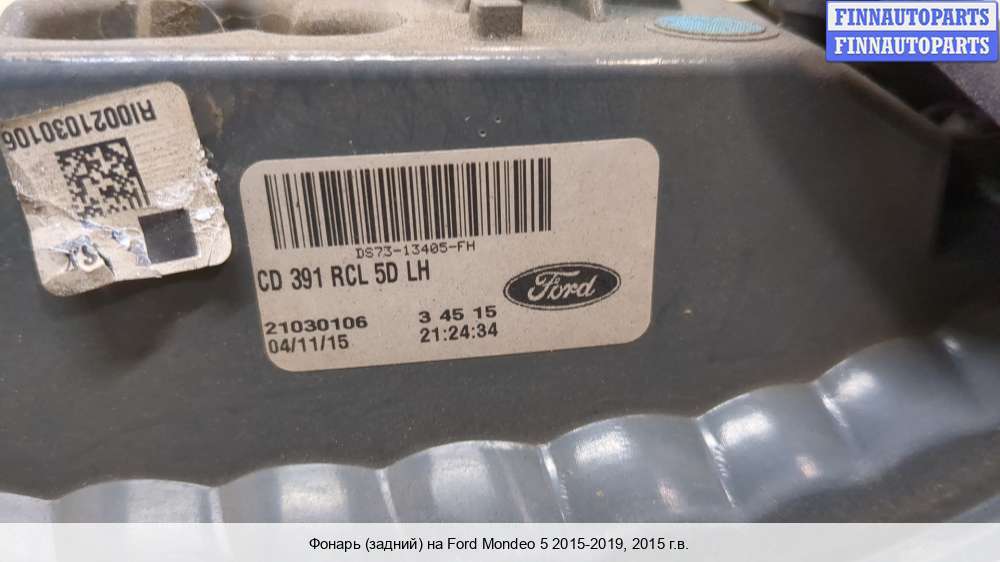 FINNAUTOPARTS
FINNAUTOPARTS
AI0021030106
DS73-13405-FH
CD 391 RCL 5D LH
Ford
21030106 3 45 15
04/11/15 21:24:34
Фонарь (задний) на Ford Mondeo 5 2015-2019, 2015 г.в.